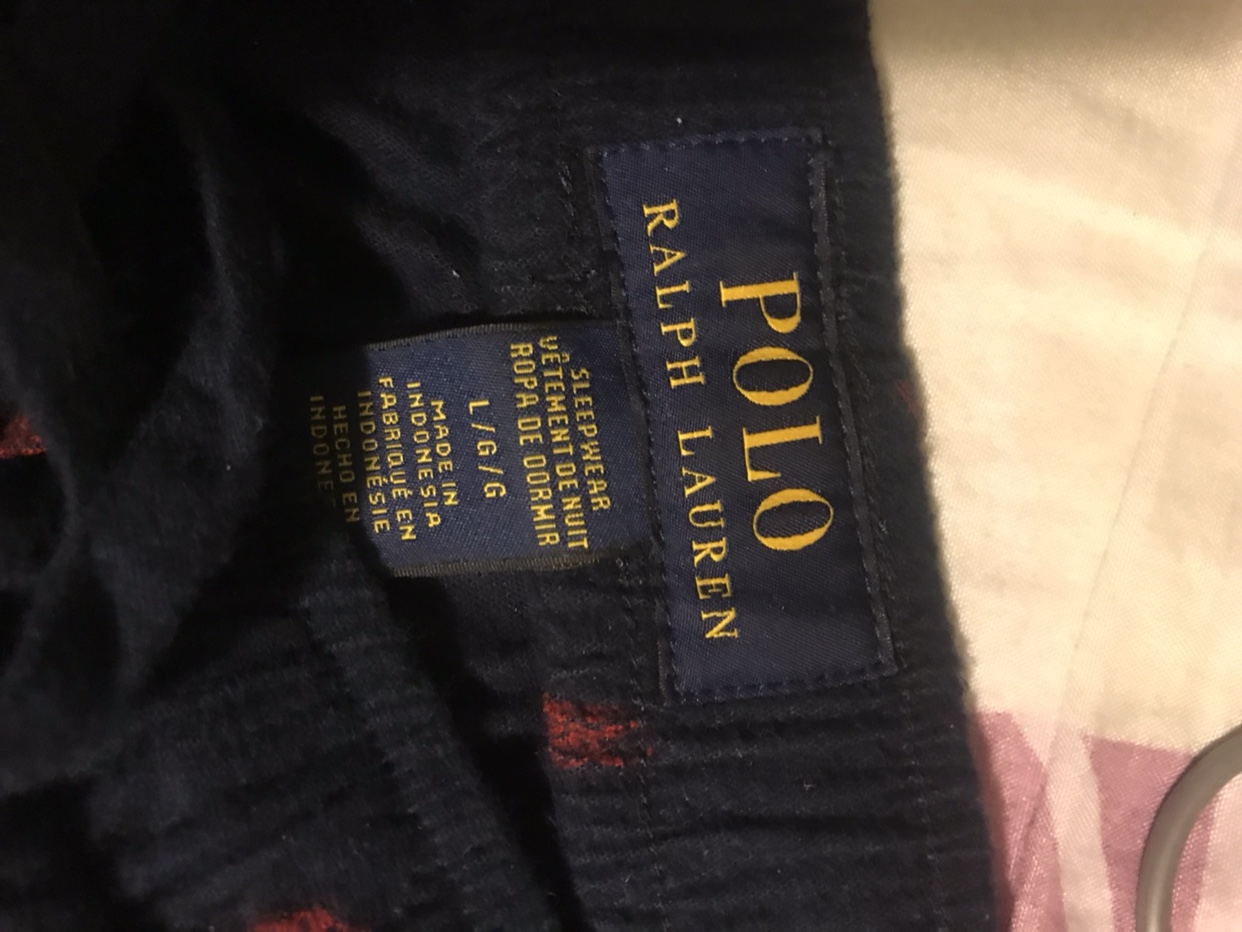 POLO
RALPH LAUREN
SLEEPWEAR
VÊTEMENT DE NUIT
ROPA DE DORMIR
L/G/G
MADE IN
INDONESIA
FABRIQUÉ EN
INDONÉSIE
HECHO EN